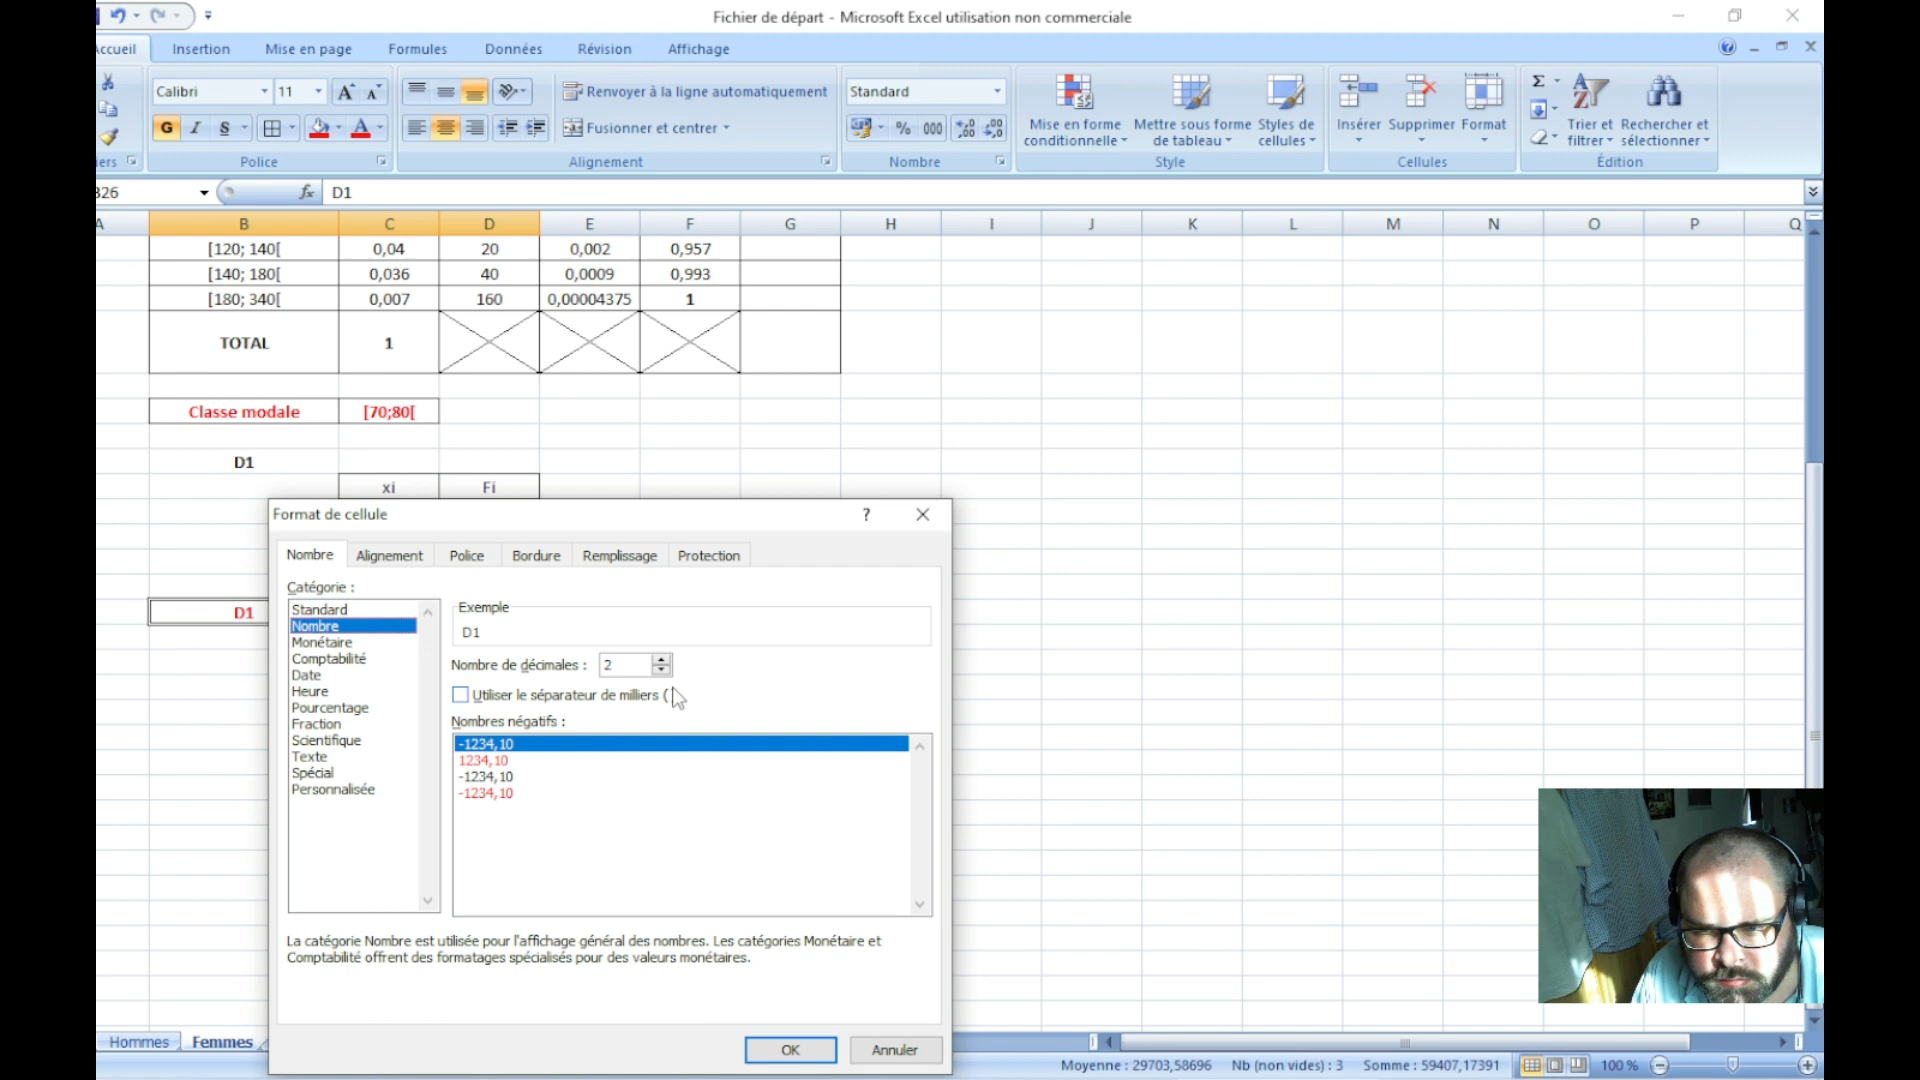 Fichier de départ - Microsoft Excel utilisation non commerciale
Accueil Insertion Mise en page Formules Données Révision Affichage
Calibri 11 Renvoyer à la ligne automatiquement Standard
G I S Fusionner et centrer % 000
Mise en forme conditionnelle Mettre sous forme de tableau Styles de cellules Insérer Supprimer Format Trier et filtrer Rechercher et sélectionner
Police Alignement Nombre Style Cellules Édition
B26 fx D1
A B C D E F G H I J K L M N O P Q
[120; 140[ 0,04 20 0,002 0,957
[140; 180[ 0,036 40 0,0009 0,993
[180; 340[ 0,007 160 0,00004375 1
TOTAL 1
Classe modale [70;80[
D1
xi Fi
D1
Format de cellule ?
Nombre Alignement Police Bordure Remplissage Protection
Catégorie :
Standard
Nombre
Monétaire
Comptabilité
Date
Heure
Pourcentage
Fraction
Scientifique
Texte
Spécial
Personnalisée
Exemple
D1
Nombre de décimales : 2
Utiliser le séparateur de milliers (
Nombres négatifs :
-1234,10
1234,10
-1234,10
-1234,10
La catégorie Nombre est utilisée pour l'affichage général des nombres. Les catégories Monétaire et
Comptabilité offrent des formatages spécialisés pour des valeurs monétaires.
OK Annuler
Hommes Femmes
Moyenne : 29703,58696 Nb (non vides) : 3 Somme : 59407,17391 100 %